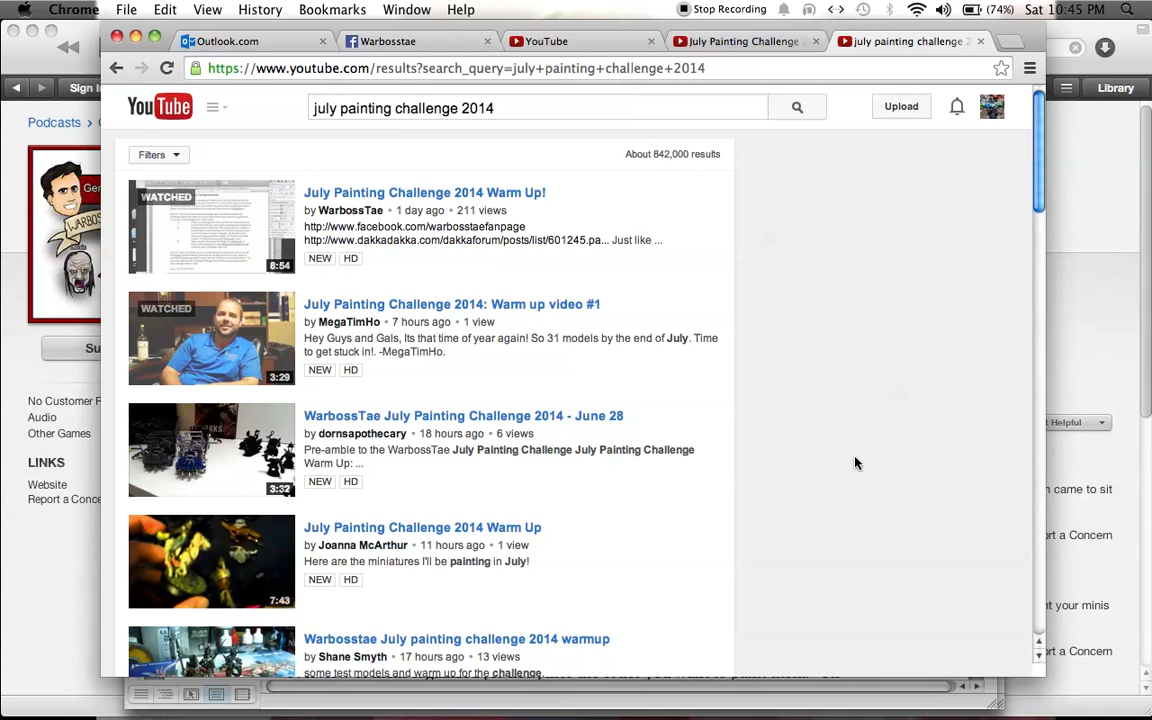 Chrome File Edit View History Bookmarks Window Help Stop Recording (74%) Sat 10:45 PM
Outlook.com Warbosstae YouTube July Painting Challenge july painting challenge
https://www.youtube.com/results?search_query=july+painting+challenge+2014
Sign In Library
YouTube july painting challenge 2014 Upload
Podcasts >
Filters About 842,000 results
July Painting Challenge 2014 Warm Up!
WATCHED
by WarbossTae • 1 day ago • 211 views
http://www.facebook.com/warbosstaefanpage
http://www.dakkadakka.com/dakkaforum/posts/list/601245.pa... Just like ...
NEW HD
8:54
July Painting Challenge 2014: Warm up video #1
WATCHED
by MegaTimHo • 7 hours ago • 1 view
Hey Guys and Gals, Its that time of year again! So 31 models by the end of July. Time
to get stuck in!. -MegaTimHo.
NEW HD
3:29
WarbossTae July Painting Challenge 2014 - June 28
by dornsapothecary • 18 hours ago • 6 views
Pre-amble to the WarbossTae July Painting Challenge July Painting Challenge
Warm Up: ...
NEW HD
3:32
July Painting Challenge 2014 Warm Up
by Joanna McArthur • 11 hours ago • 1 view
Here are the miniatures I'll be painting in July!
NEW HD
7:43
Warbosstae July painting challenge 2014 warmup
by Shane Smyth • 17 hours ago • 13 views
some test models and warm up for the challenge
No Customer
Audio
Other Games
LINKS
Website
Report a Conce
Helpful
came to sit
ort a Concern
ort a Concern
nt your minis
ort a Concern